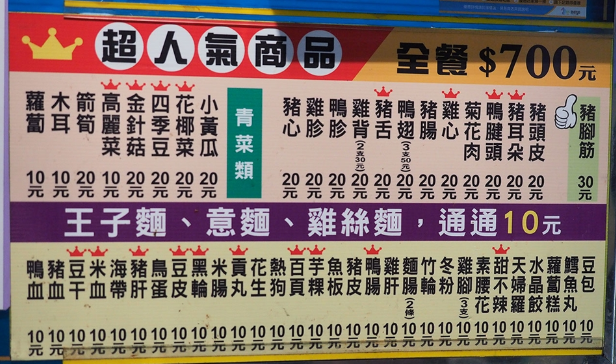 超人氣商品
全餐 $700元
豬腳筋 30元
豬頭皮 20元
豬耳朵 20元
鴨腱頭 20元
菊花肉 20元
雞心 20元
豬腸 20元
鴨翅(3支50元) 20元
豬舌 20元
雞背(2支30元) 20元
鴨胗 20元
雞胗 20元
豬心 20元
青菜類
小黃瓜 20元
花椰菜 20元
四季豆 20元
金針菇 20元
高麗菜 10元
箭筍 20元
木耳 10元
蘿蔔 10元
王子麵、意麵、雞絲麵，通通10元
豆包 10元
鱈魚丸 10元
蘿蔔糕 10元
水晶餃 10元
天婦羅 10元
甜不辣 10元
素腰花 10元
雞腳(3支) 10元
冬粉 10元
竹輪 10元
麵腸(2條) 10元
雞肝 10元
鴨腸 10元
豬皮 10元
魚板 10元
芋粿 10元
百頁 10元
熱狗 10元
花生 10元
貢丸 10元
米腸 10元
黑輪 10元
豆皮 10元
鳥蛋 10元
豬肝 10元
海帶 10元
米血 10元
豆干 10元
豬血 10元
鴨血 10元